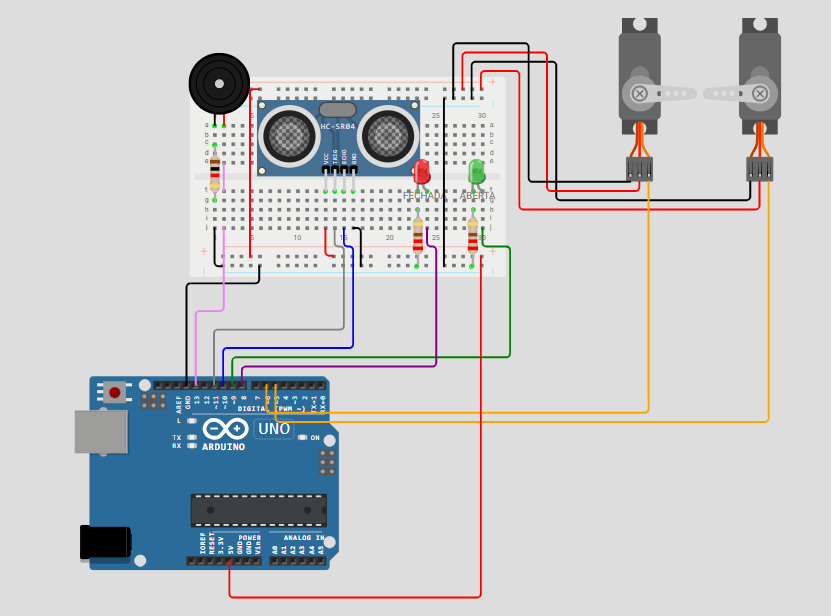 HC-SR04
VCC
TRIG
ECHO
GND
25
30
a
b
c
d
e
FECHADA
ABERTA
f
g
h
i
j
5
10
15
20
25
30
AREF
GND
13
12
~11
~10
~9
8
7
~6
~5
4
~3
2
TX→1
RX←0
DIGITAL (PWM ~)
L
TX
RX
UNO
ON
ARDUINO
IOREF
RESET
3.3V
5V
GND
GND
Vin
POWER
ANALOG IN
A0
A1
A2
A3
A4
A5